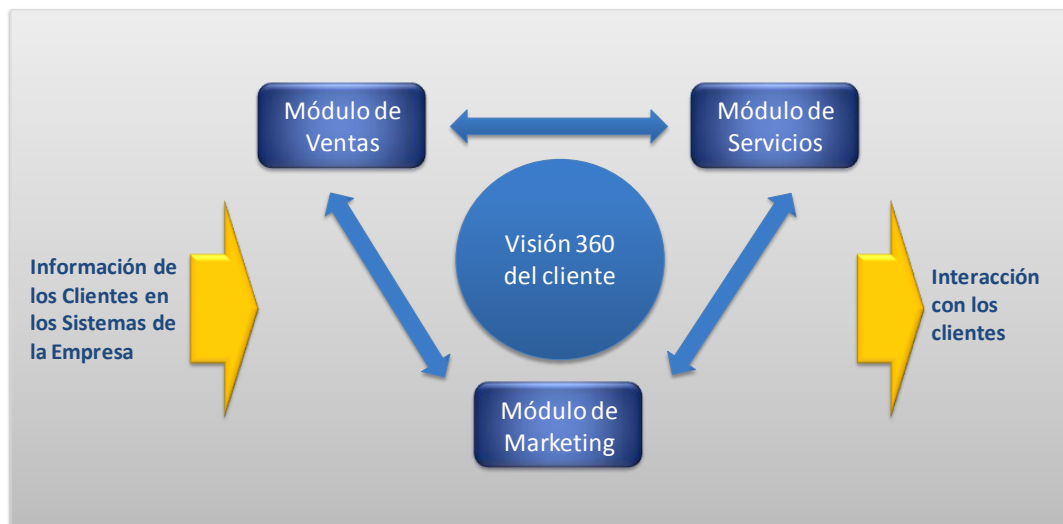 Módulo de
Ventas
Módulo de
Servicios
Visión 360
del cliente
Información de
los Clientes en
los Sistemas de
la Empresa
Interacción
con los
clientes
Módulo de
Marketing